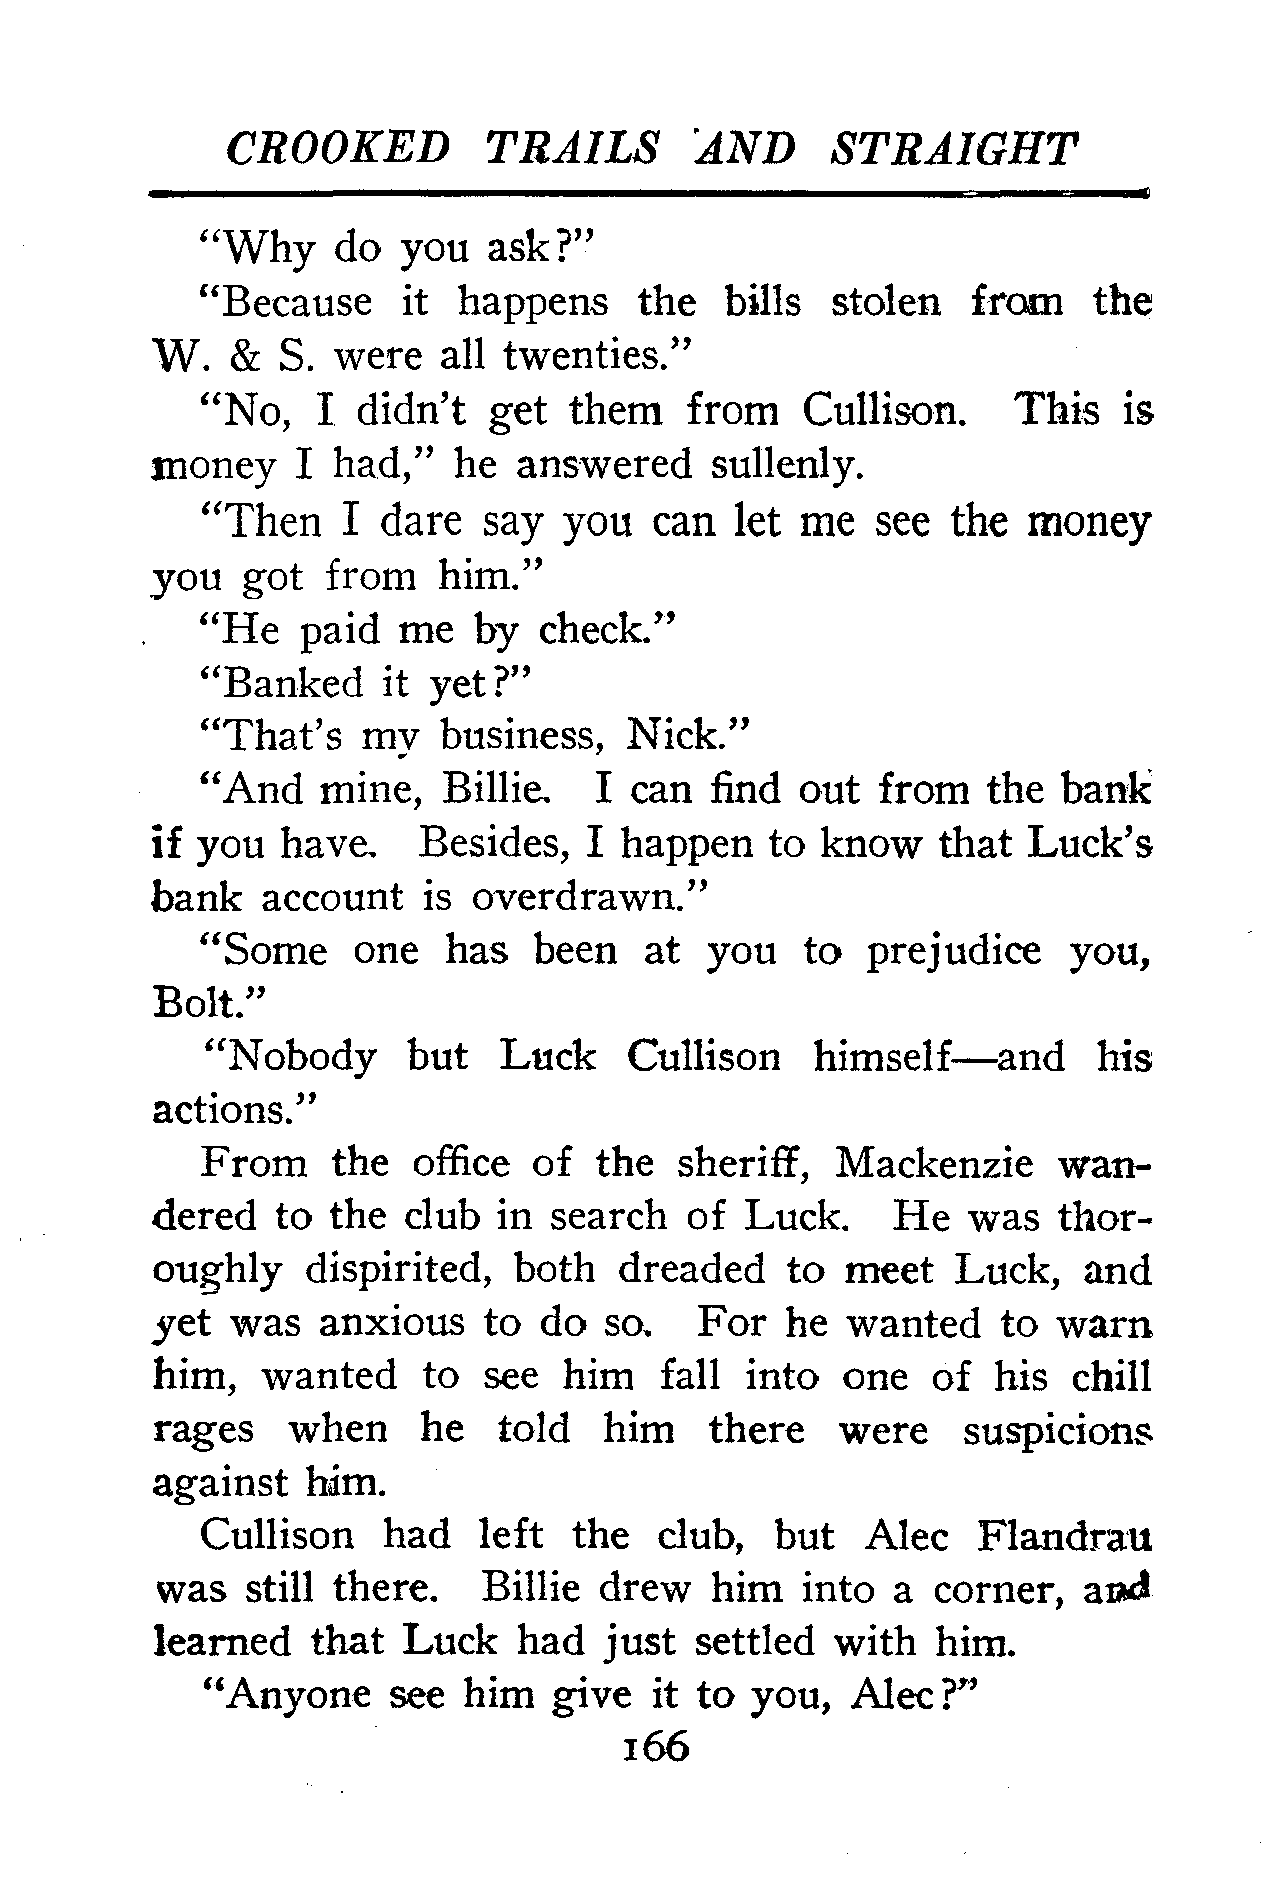 CROOKED TRAILS AND STRAIGHT
"Why do you ask?"
"Because it happens the bills stolen from the
W. & S. were all twenties."
"No, I didn't get them from Cullison. This is
money I had," he answered sullenly.
"Then I dare say you can let me see the money
you got from him."
"He paid me by check."
"Banked it yet?"
"That's my business, Nick."
"And mine, Billie. I can find out from the bank
if you have. Besides, I happen to know that Luck's
bank account is overdrawn."
"Some one has been at you to prejudice you,
Bolt."
"Nobody but Luck Cullison himself—and his
actions."
From the office of the sheriff, Mackenzie wan-
dered to the club in search of Luck. He was thor-
oughly dispirited, both dreaded to meet Luck, and
yet was anxious to do so. For he wanted to warn
him, wanted to see him fall into one of his chill
rages when he told him there were suspicions
against him.
Cullison had left the club, but Alec Flandrau
was still there. Billie drew him into a corner, and
learned that Luck had just settled with him.
"Anyone see him give it to you, Alec?"
166